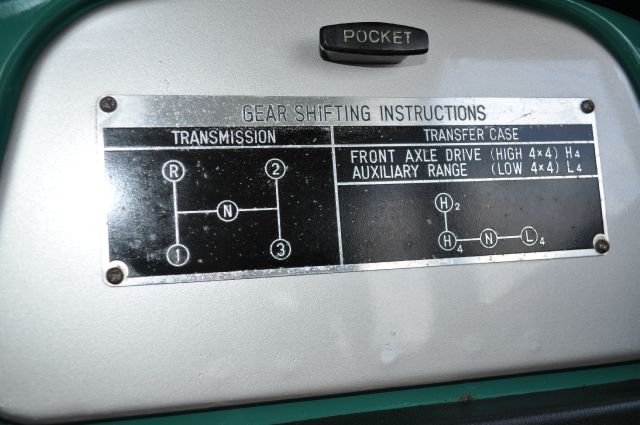 POCKET
GEAR SHIFTING INSTRUCTIONS
TRANSMISSION
R 2
N
1 3
TRANSFER CASE
FRONT AXLE DRIVE (HIGH 4×4) H4
AUXILIARY RANGE (LOW 4×4) L4
H2
H4 N L4